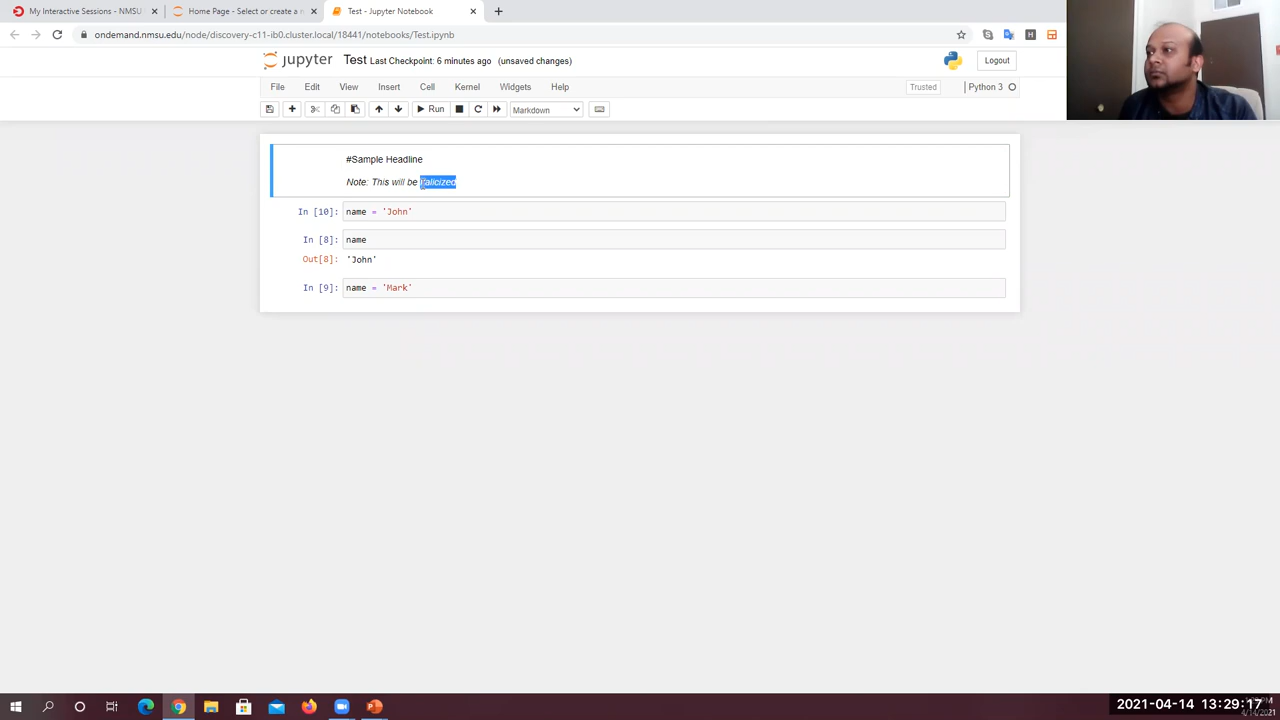 My Interactive Sessions - NMSU
Home Page - Select or create a n
Test - Jupyter Notebook
ondemand.nmsu.edu/node/discovery-c11-ib0.cluster.local/18441/notebooks/Test.ipynb
jupyter Test Last Checkpoint: 6 minutes ago (unsaved changes)
Logout
File Edit View Insert Cell Kernel Widgets Help
Trusted
Python 3
Run
Markdown
#Sample Headline
Note: This will be italicized
In [10]: name = 'John'
In [8]: name
Out[8]: 'John'
In [9]: name = 'Mark'
2021-04-14 13:29:17